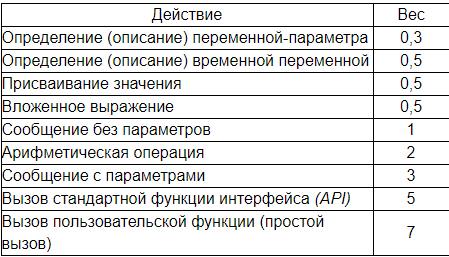 Действие Вес
Определение (описание) переменной-параметра 0,3
Определение (описание) временной переменной 0,5
Присваивание значения 0,5
Вложенное выражение 0,5
Сообщение без параметров 1
Арифметическая операция 2
Сообщение с параметрами 3
Вызов стандартной функции интерфейса (API) 5
Вызов пользовательской функции (простой
вызов) 7